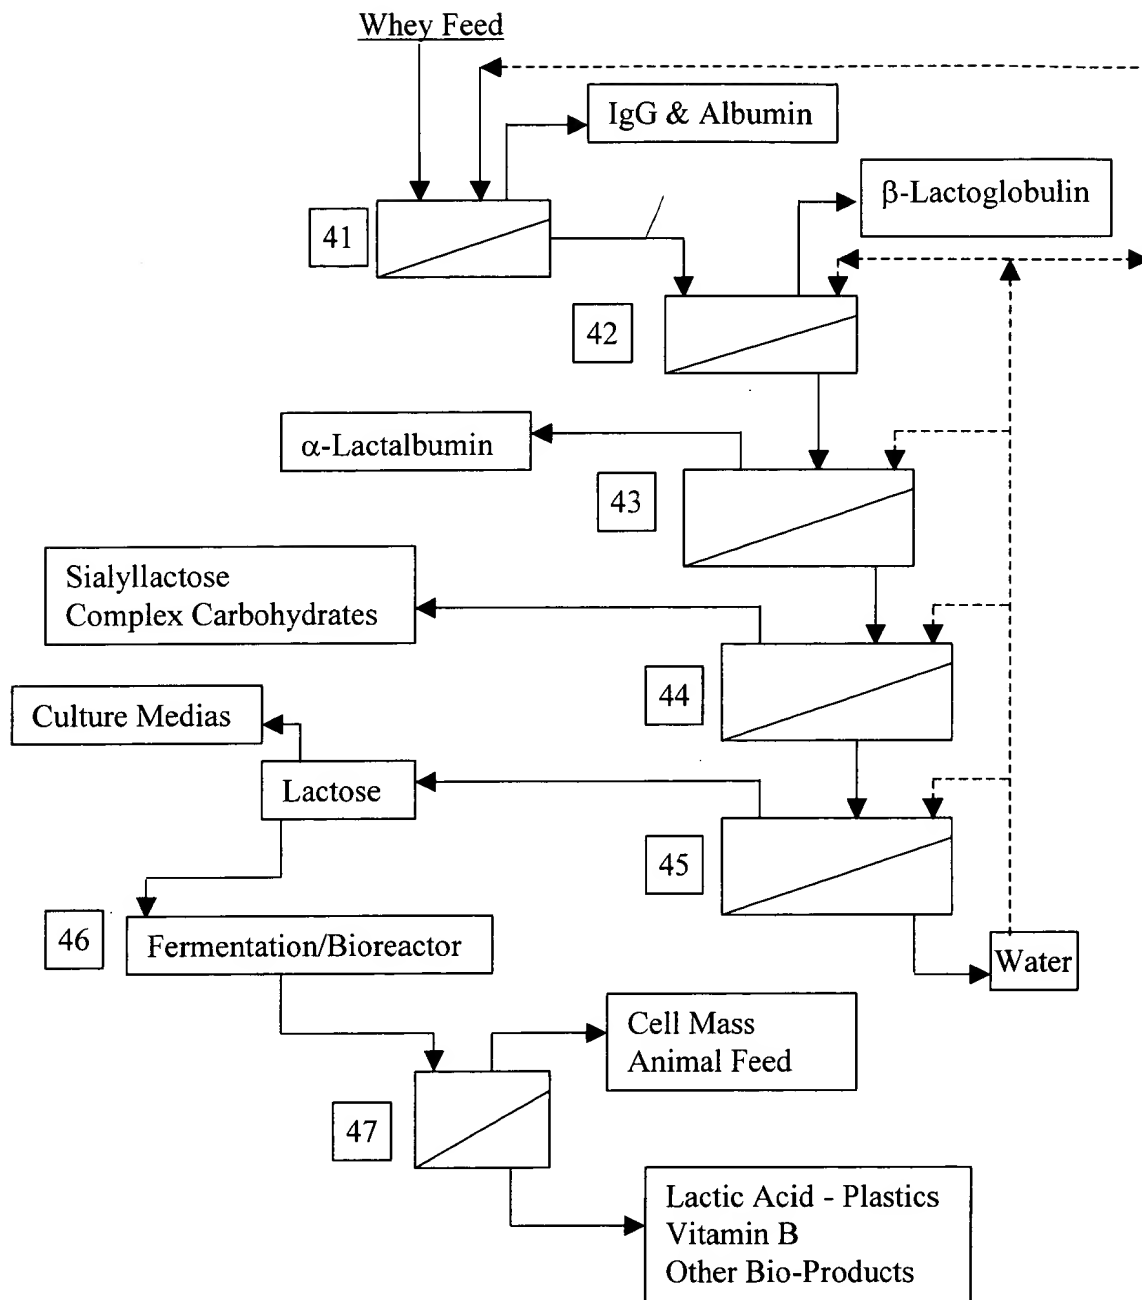 Whey Feed
IgG & Albumin
β-Lactoglobulin
41
42
α-Lactalbumin
43
Sialyllactose
Complex Carbohydrates
44
Culture Medias
Lactose
45
46
Fermentation/Bioreactor
Water
Cell Mass
Animal Feed
47
Lactic Acid - Plastics
Vitamin B
Other Bio-Products